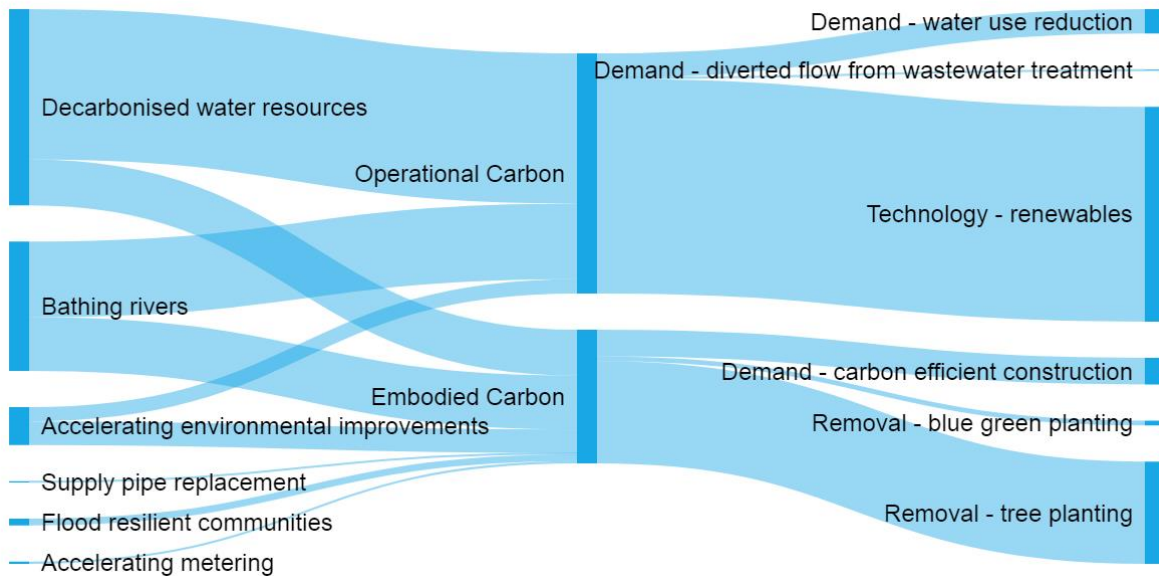 Decarbonised water resources
Bathing rivers
Accelerating environmental improvements
Supply pipe replacement
Flood resilient communities
Accelerating metering
Operational Carbon
Embodied Carbon
Demand - water use reduction
Demand - diverted flow from wastewater treatment
Technology - renewables
Demand - carbon efficient construction
Removal - blue green planting
Removal - tree planting